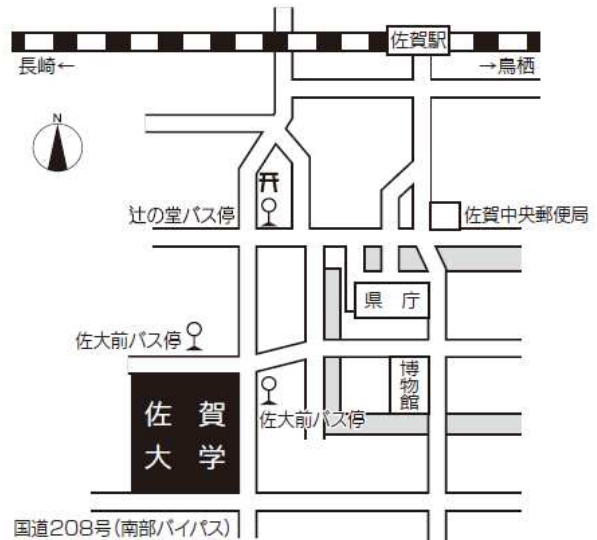 佐賀駅
長崎←
→鳥栖
N
辻の堂バス停
佐賀中央郵便局
県 庁
佐大前バス停
博物館
佐 賀
大 学
佐大前バス停
国道208号(南部バイパス)